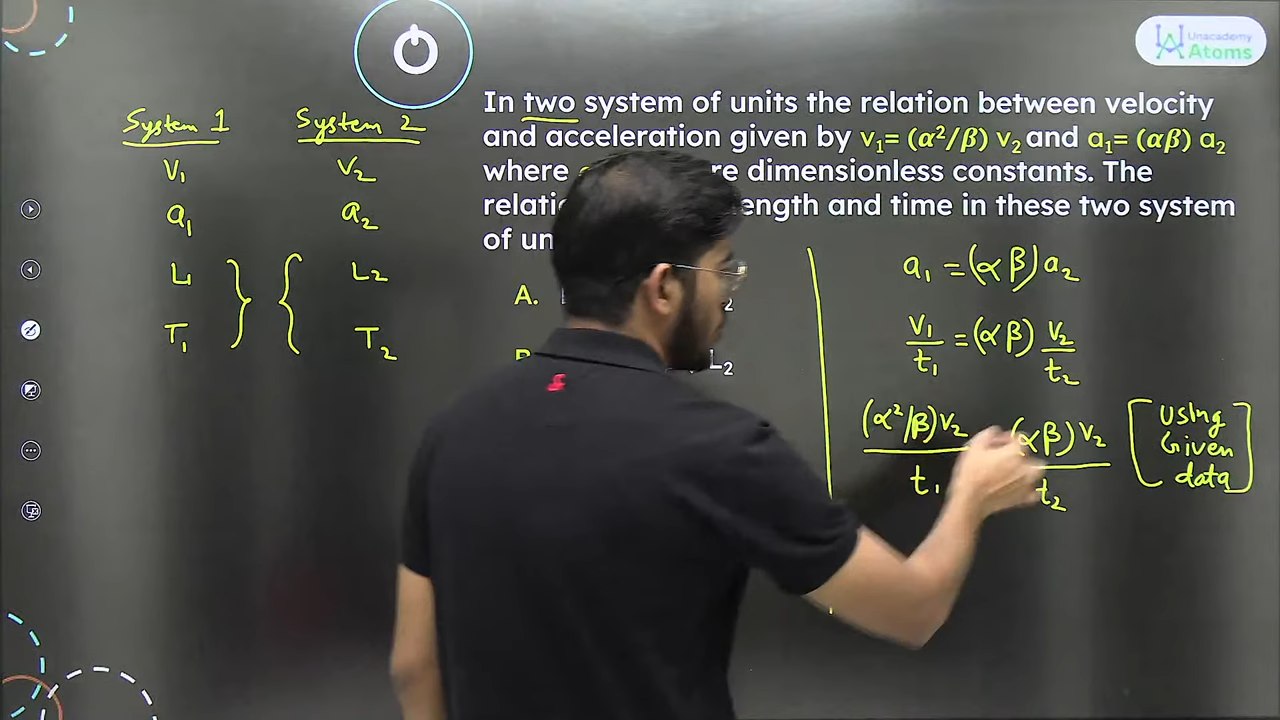 Unacademy
Atoms
In two system of units the relation between velocity
and acceleration given by v₁= (α²/β) v₂ and a₁= (αβ) a₂
where re dimensionless constants. The
relati ength and time in these two system
of un
A. 2
L₂
System 1 System 2
V₁ V₂
a₁ a₂
L₁ L₂
T₁ T₂
a₁ = (αβ) a₂
v₁/t₁ = (αβ) v₂/t₂
(α²/β)v₂/t₁ (αβ)v₂/t₂ [using Given data]